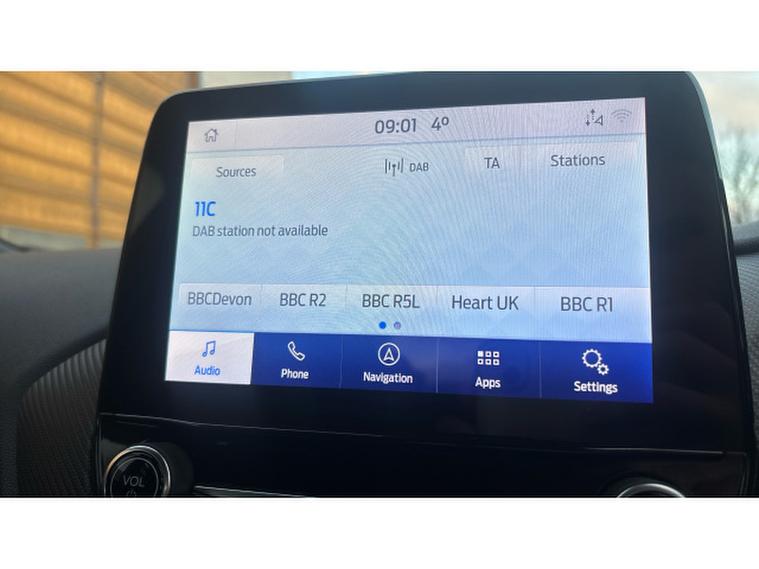 09:01 4°
Sources DAB TA Stations
11C
DAB station not available
BBCDevon BBC R2 BBC R5L Heart UK BBC R1
Audio Phone Navigation Apps Settings
VOL